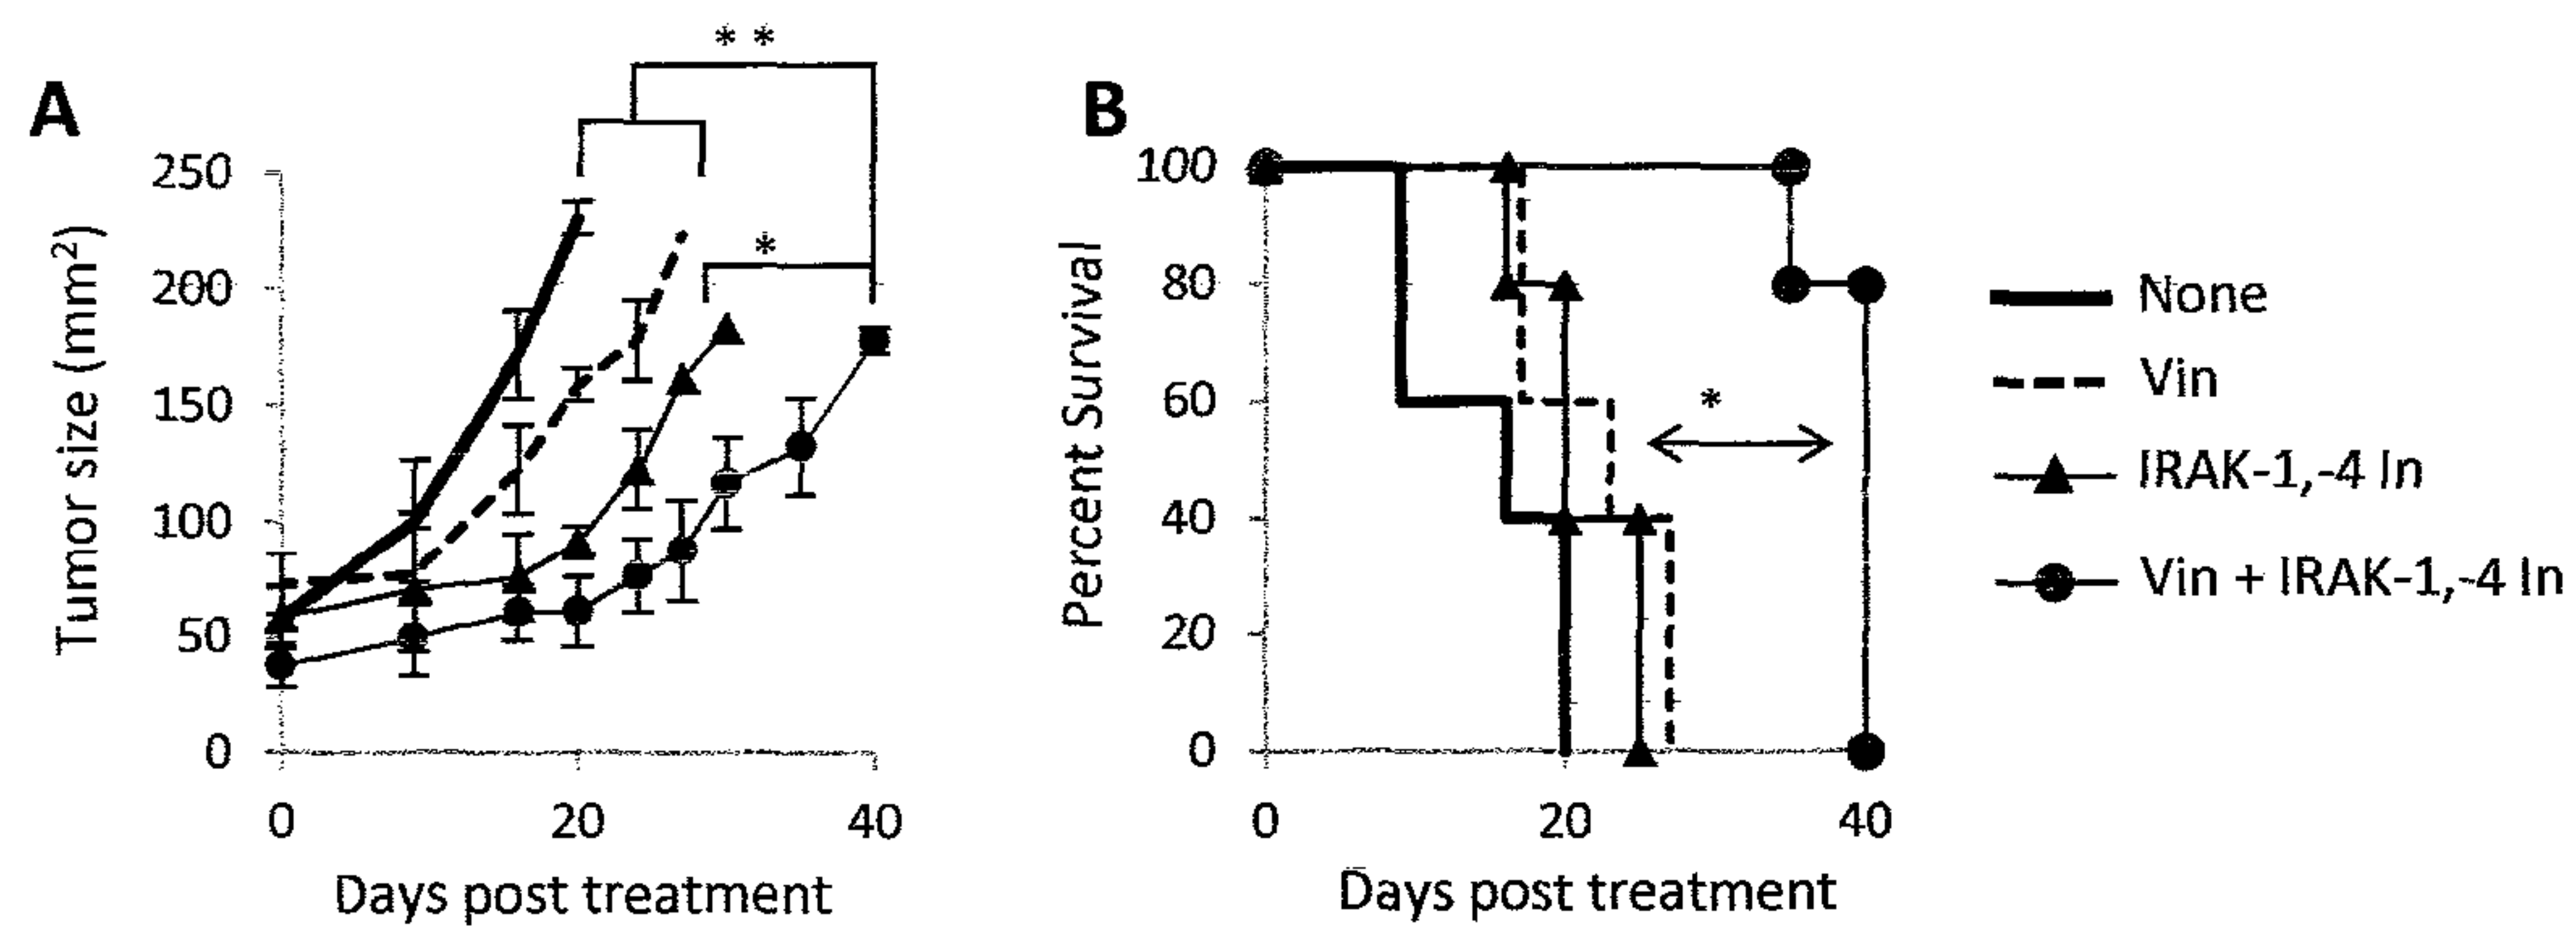 A
* *
*
250
200
150
100
50
0
Tumor size (mm²)
0 20 40
Days post treatment
B
100
80
60
40
20
0
Percent Survival
*
0 20 40
Days post treatment
None
Vin
IRAK-1,-4 In
Vin + IRAK-1,-4 In